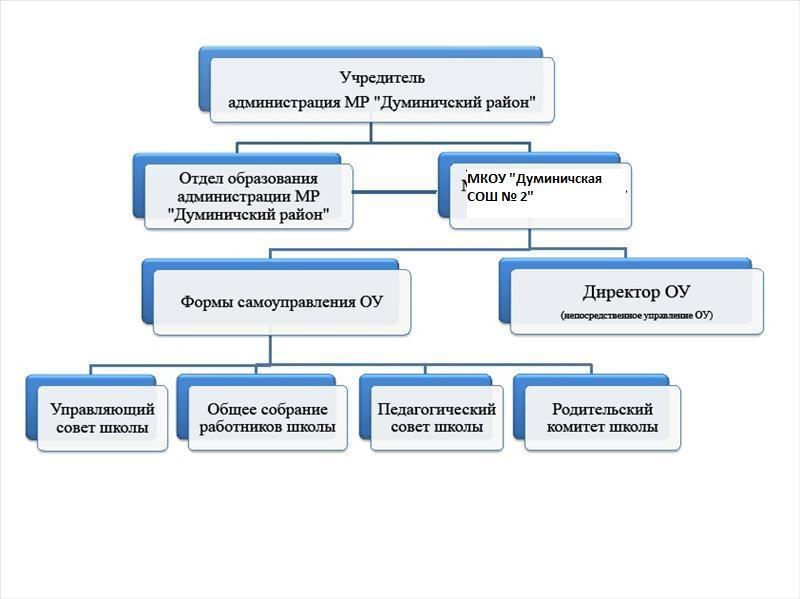 Учредитель
администрация МР "Думиничский район"
Отдел образования
администрации МР
"Думиничский район"
МКОУ "Думиничская
СОШ № 2"
Формы самоуправления ОУ
Директор ОУ
(непосредственное управление ОУ)
Управляющий
совет школы
Общее собрание
работников школы
Педагогический
совет школы
Родительский
комитет школы